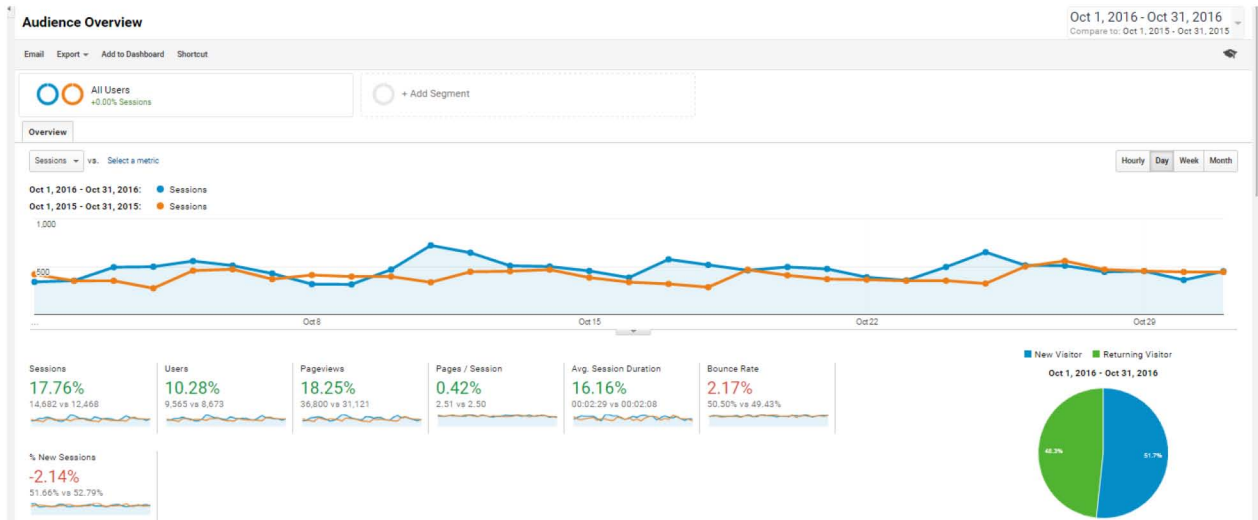 Audience Overview
Oct 1, 2016 - Oct 31, 2016
Compare to: Oct 1, 2015 - Oct 31, 2015
Email Export Add to Dashboard Shortcut
All Users
+0.00% Sessions
+ Add Segment
Overview
Sessions vs. Select a metric
Hourly Day Week Month
Oct 1, 2016 - Oct 31, 2016: Sessions
Oct 1, 2015 - Oct 31, 2015: Sessions
1,000
500
... Oct 8 Oct 15 Oct 22 Oct 29
New Visitor Returning Visitor
Oct 1, 2016 - Oct 31, 2016
Sessions Users Pageviews Pages / Session Avg. Session Duration Bounce Rate
17.76% 10.28% 18.25% 0.42% 16.16% 2.17%
14,682 vs 12,468 9,565 vs 8,673 36,800 vs 31,121 2.51 vs 2.50 00:02:29 vs 00:02:08 50.50% vs 49.43%
48.3% 51.7%
% New Sessions
-2.14%
51.66% vs 52.79%